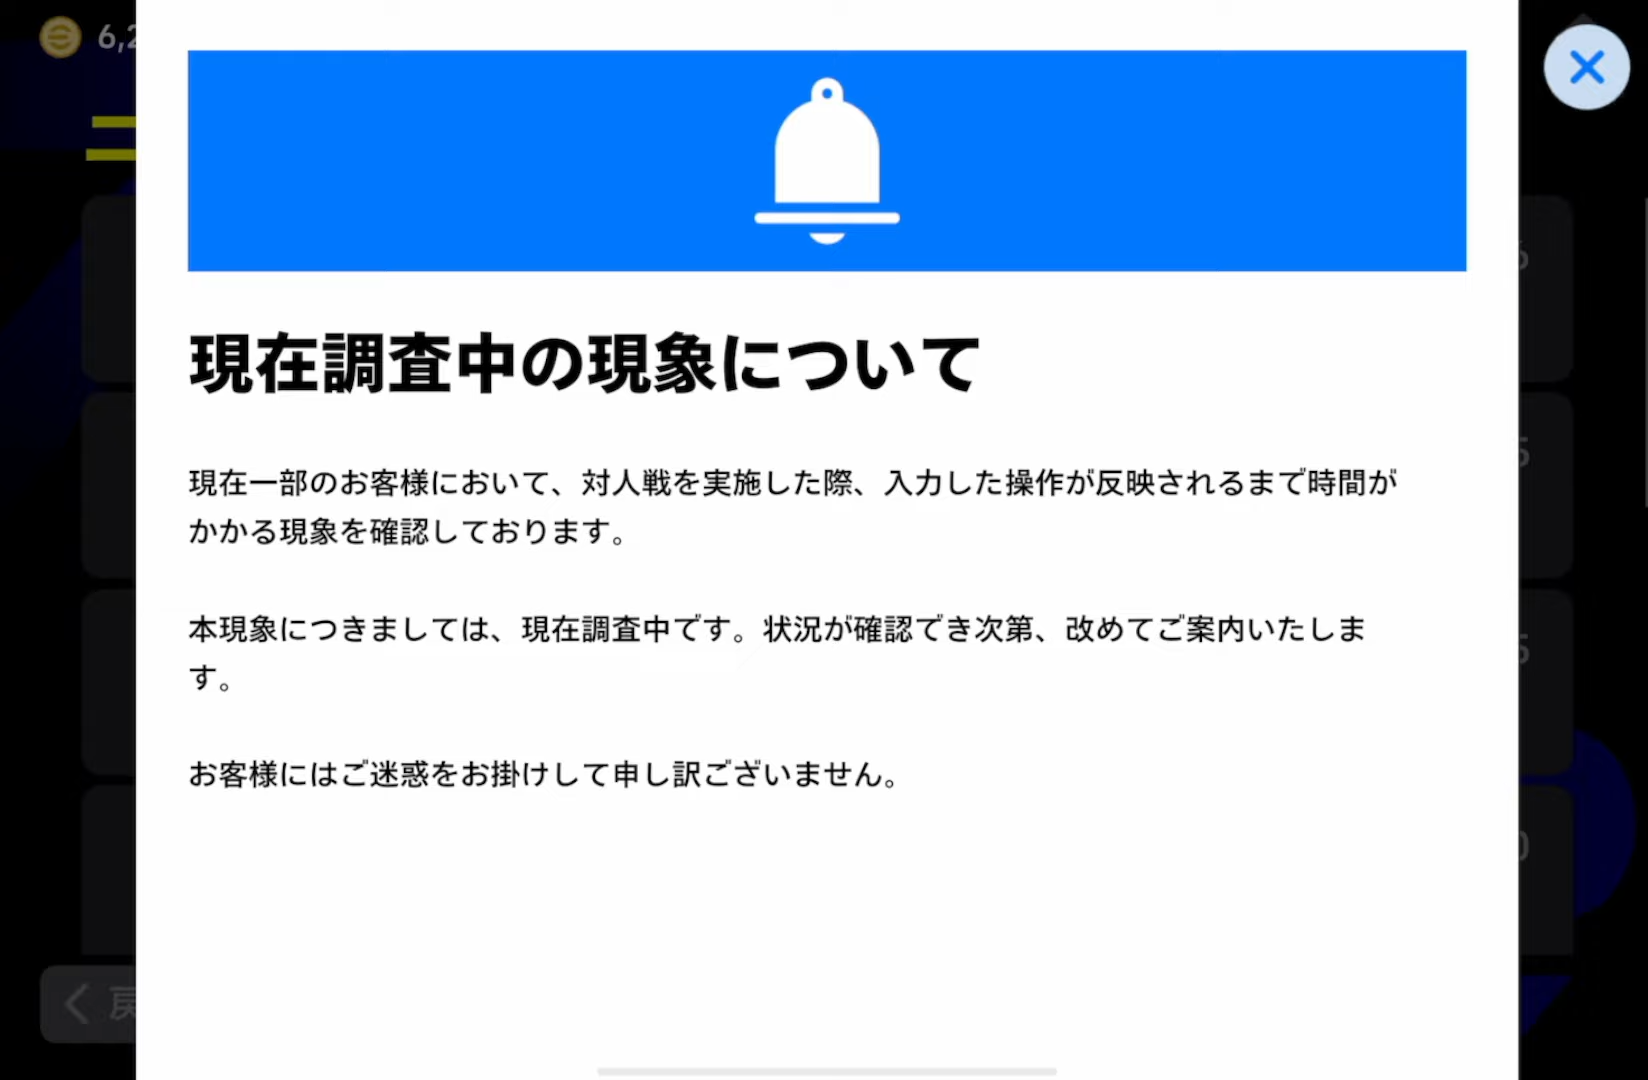 現在調査中の現象について
現在一部のお客様において、対人戦を実施した際、入力した操作が反映されるまで時間が
かかる現象を確認しております。
本現象につきましては、現在調査中です。状況が確認でき次第、改めてご案内いたしま
す。
お客様にはご迷惑をお掛けして申し訳ございません。